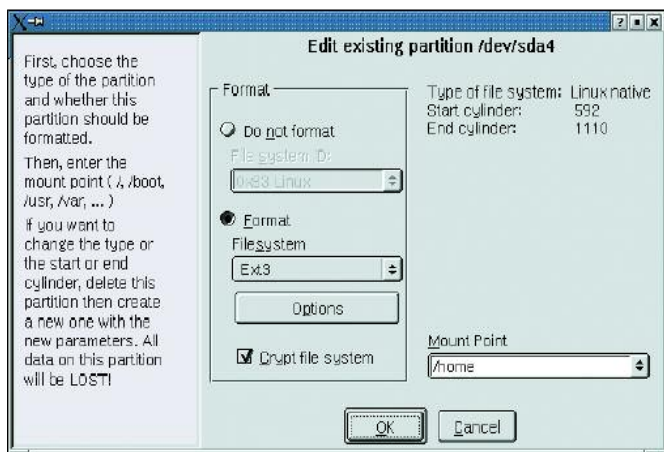 Edit existing partition /dev/sda4
First, choose the
type of the partition
and whether this
partition should be
formatted.
Then, enter the
mount point ( /, /boot,
/usr, /var, ... )
If you want to
change the type or
the start or end
cylinder, delete this
partition then create
a new one with the
new parameters. All
data on this partition
will be LOST!
Format
Do not format
File system ID:
0x83 Linux
Format
Filesystem
Ext3
Options
Crypt file system
Type of file system: Linux native
Start cylinder: 592
End cylinder: 1110
Mount Point
/home
OK
Cancel